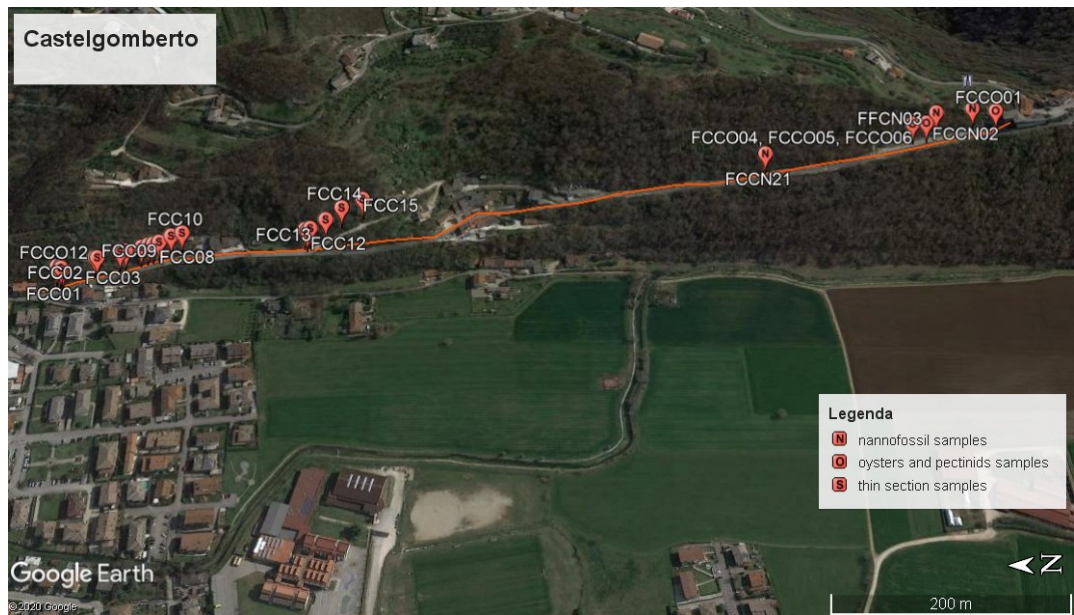 Castelgomberto
FCCO01
FFCN03
FCCO04, FCCO05, FCCO06
FCCN02
N
N
O
O
N
FCCN21
FCC14
S
FCC15
S
FCC10
FCC13
FCC12
S
S
S
FCCO12
FCC09
FCC08
FCC02
S
FCC03
FCC01
Legenda
N nannofossil samples
O oysters and pectinids samples
S thin section samples
Google Earth
© 2020 Google
N
200 m